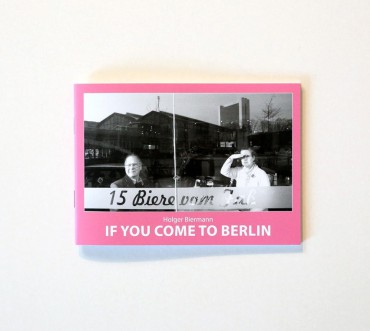 15 Biere vom
Holger Biermann
IF YOU COME TO BERLIN